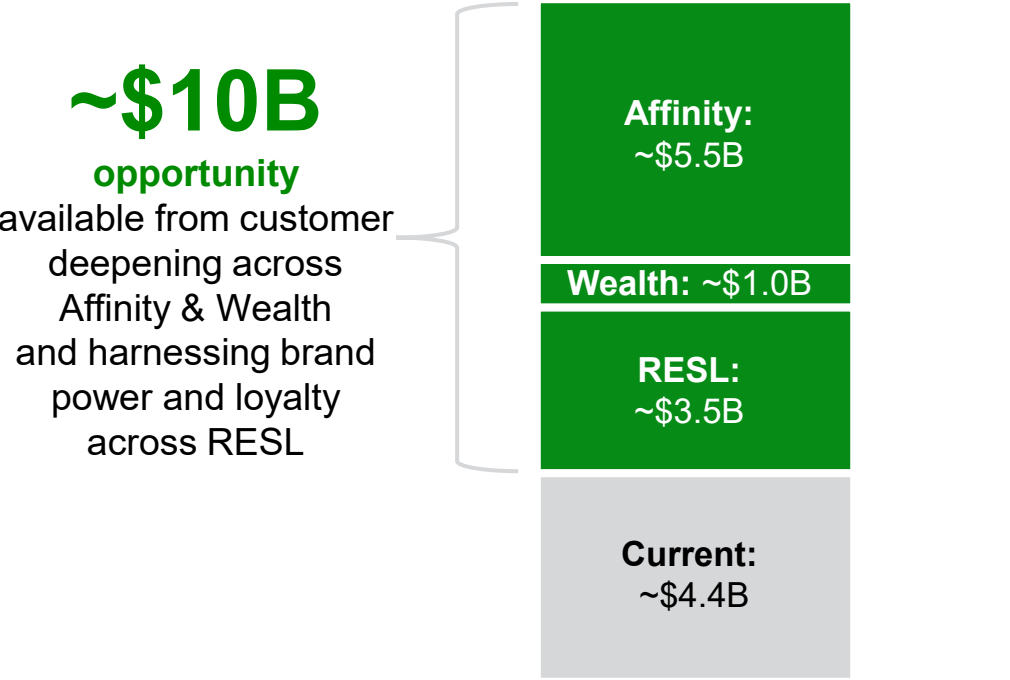 ~$10B
opportunity
available from customer
deepening across
Affinity & Wealth
and harnessing brand
power and loyalty
across RESL
Affinity:
~$5.5B
Wealth: ~$1.0B
RESL:
~$3.5B
Current:
~$4.4B